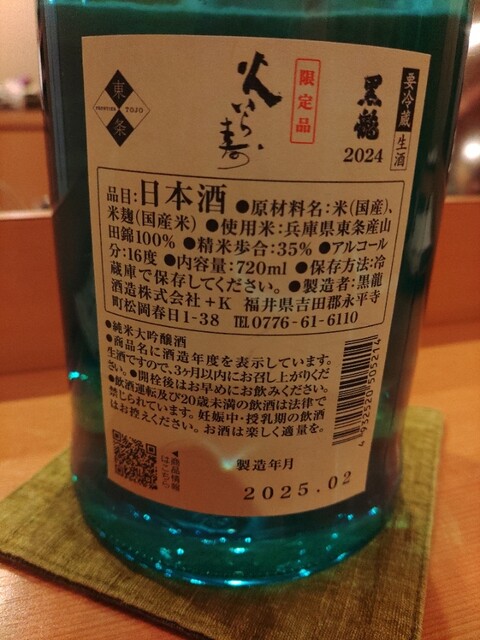 東条
PRESTIGE TOJO
火いら寿
限定品
黒龍
2024
要冷蔵
生酒
品目:日本酒 ●原材料名:米(国産)、
米麹(国産米) ●使用米:兵庫県東条産山
田錦100% ●精米歩合:35% ●アルコール
分:16度 ●内容量:720ml ●保存方法:冷
蔵庫で保存してください。●製造者:黒龍
酒造株式会社+K 福井県吉田郡永平寺
町松岡春日1-38 TEL0776-61-6110
●純米大吟醸酒
●商品名に酒造年度を表示しています。
生酒ですので、3ヶ月以内にお召し上がりくだ
さい。●開栓後はお早めにお飲みください。
●飲酒運転及び20歳未満の飲酒は法律で
禁じられています。妊娠中・授乳期の飲酒
はお控えください。お酒は楽しく適量を。
◀商品情報
はこちら
製造年月
2025.02
4 932520 505214